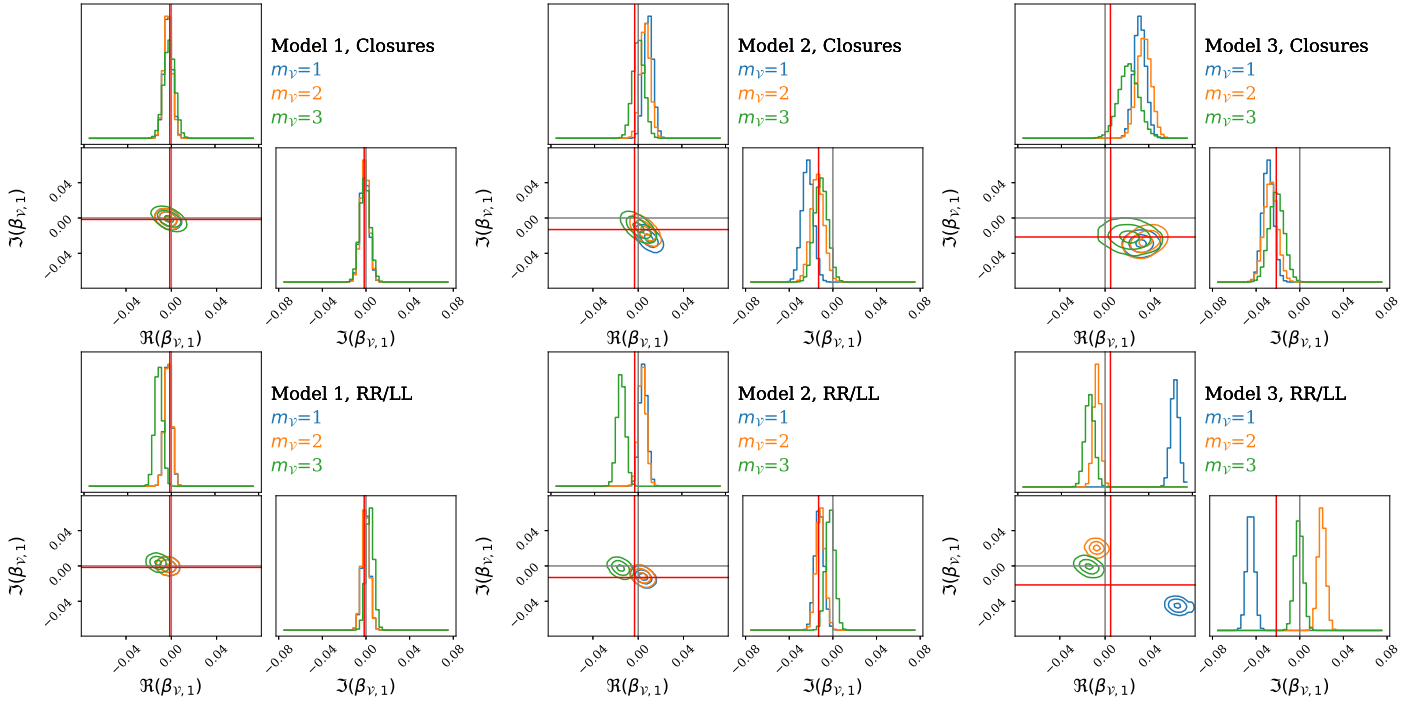 Model 1, Closures
m𝒱=1
m𝒱=2
m𝒱=3
ℑ(β𝒱,1)
0.04
0.00
−0.04
−0.04
0.00
0.04
ℜ(β𝒱,1)
−0.08
−0.04
0.00
0.04
0.08
ℑ(β𝒱,1)
Model 2, Closures
m𝒱=1
m𝒱=2
m𝒱=3
ℑ(β𝒱,1)
0.04
0.00
−0.04
−0.04
0.00
0.04
ℜ(β𝒱,1)
−0.08
−0.04
0.00
0.04
0.08
ℑ(β𝒱,1)
Model 3, Closures
m𝒱=1
m𝒱=2
m𝒱=3
ℑ(β𝒱,1)
0.04
0.00
−0.04
−0.04
0.00
0.04
ℜ(β𝒱,1)
−0.08
−0.04
0.00
0.04
0.08
ℑ(β𝒱,1)
Model 1, RR/LL
m𝒱=1
m𝒱=2
m𝒱=3
ℑ(β𝒱,1)
0.04
0.00
−0.04
−0.04
0.00
0.04
ℜ(β𝒱,1)
−0.08
−0.04
0.00
0.04
0.08
ℑ(β𝒱,1)
Model 2, RR/LL
m𝒱=1
m𝒱=2
m𝒱=3
ℑ(β𝒱,1)
0.04
0.00
−0.04
−0.04
0.00
0.04
ℜ(β𝒱,1)
−0.08
−0.04
0.00
0.04
0.08
ℑ(β𝒱,1)
Model 3, RR/LL
m𝒱=1
m𝒱=2
m𝒱=3
ℑ(β𝒱,1)
0.04
0.00
−0.04
−0.04
0.00
0.04
ℜ(β𝒱,1)
−0.08
−0.04
0.00
0.04
0.08
ℑ(β𝒱,1)